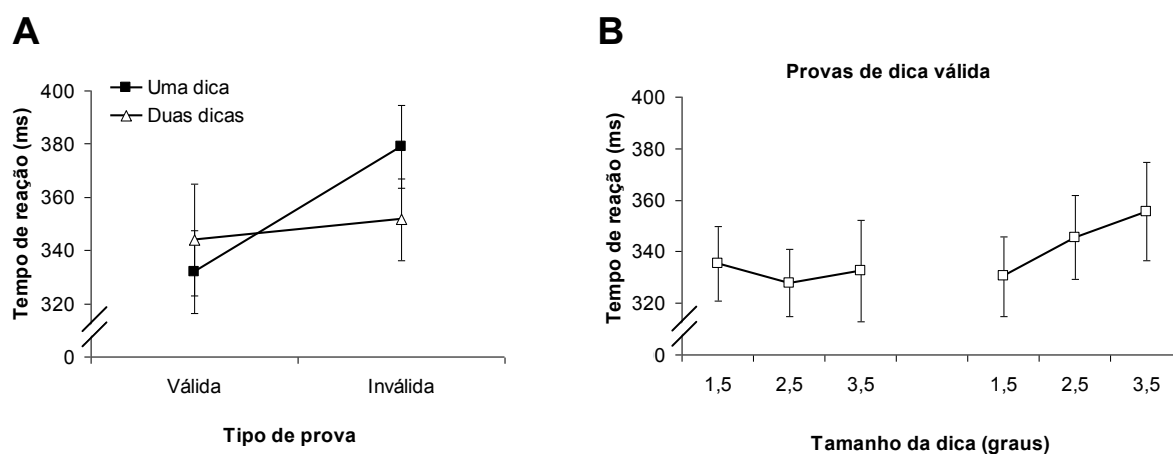 A
Uma dica
Duas dicas
Tempo de reação (ms)
400
380
360
340
320
0
Válida Inválida
Tipo de prova
B
Provas de dica válida
Tempo de reação (ms)
400
380
360
340
320
0
1,5 2,5 3,5 1,5 2,5 3,5
Tamanho da dica (graus)